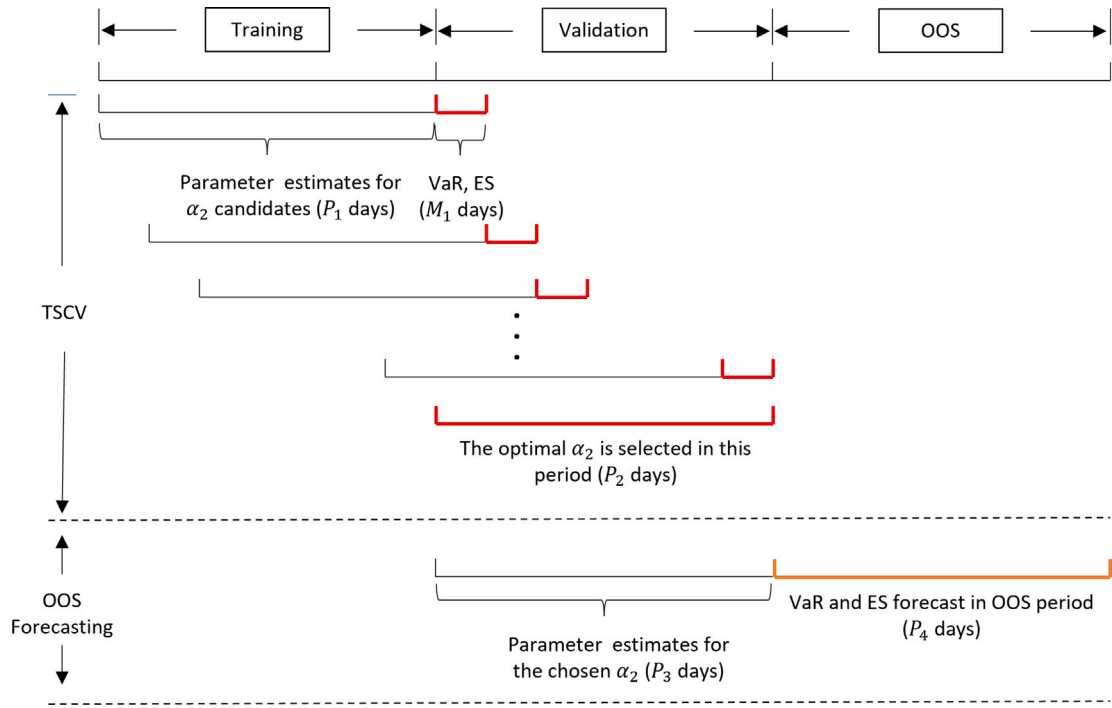 Training
Validation
OOS
Parameter estimates for
α₂ candidates (P₁ days)
VaR, ES
(M₁ days)
TSCV
The optimal α₂ is selected in this
period (P₂ days)
OOS
Forecasting
VaR and ES forecast in OOS period
(P₄ days)
Parameter estimates for
the chosen α₂ (P₃ days)